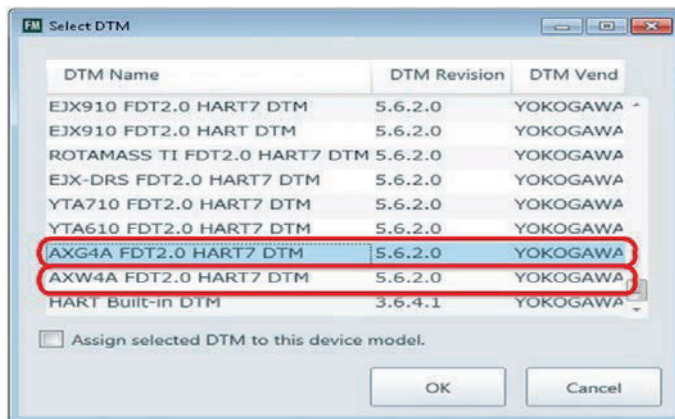 FM Select DTM
DTM Name DTM Revision DTM Vend
EJX910 FDT2.0 HART7 DTM 5.6.2.0 YOKOGAWA
EJX910 FDT2.0 HART DTM 5.6.2.0 YOKOGAWA
ROTAMASS TI FDT2.0 HART7 DTM 5.6.2.0 YOKOGAWA
EJX-DRS FDT2.0 HART7 DTM 5.6.2.0 YOKOGAWA
YTA710 FDT2.0 HART7 DTM 5.6.2.0 YOKOGAWA
YTA610 FDT2.0 HART7 DTM 5.6.2.0 YOKOGAWA
AXG4A FDT2.0 HART7 DTM 5.6.2.0 YOKOGAWA
AXW4A FDT2.0 HART7 DTM 5.6.2.0 YOKOGAWA
HART Built-in DTM 3.6.4.1 YOKOGAWA
Assign selected DTM to this device model.
OK Cancel